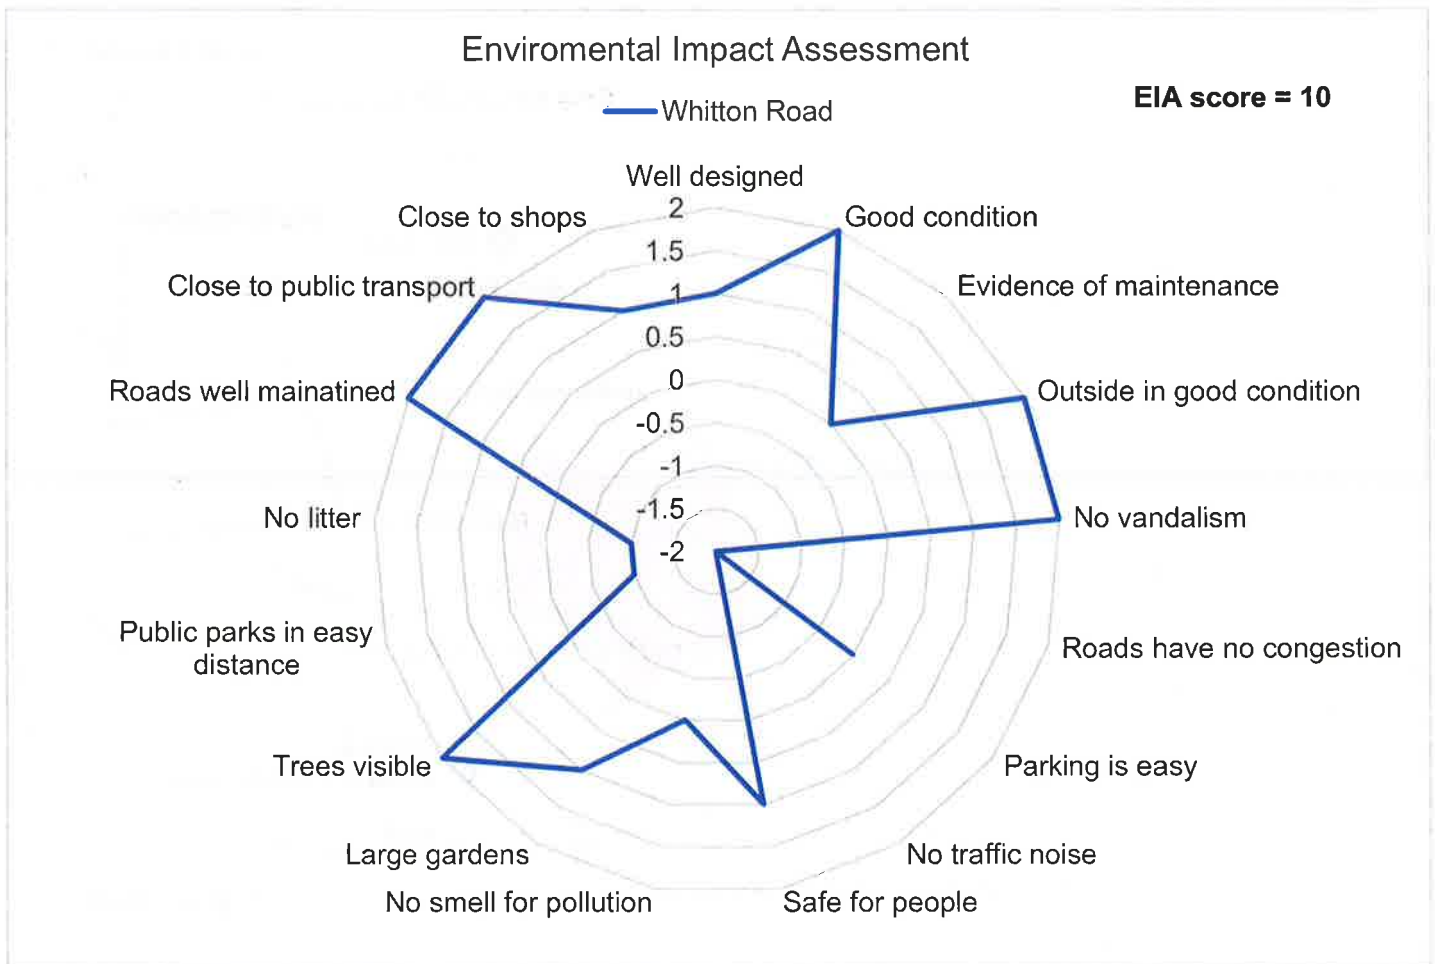 Enviromental Impact Assessment
EIA score = 10
Whitton Road
Well designed
Good condition
Evidence of maintenance
Outside in good condition
No vandalism
Roads have no congestion
Parking is easy
No traffic noise
Safe for people
No smell for pollution
Large gardens
Trees visible
Public parks in easy
distance
No litter
Roads well mainatined
Close to public transport
Close to shops
2
1.5
1
0.5
0
-0.5
-1
-1.5
-2